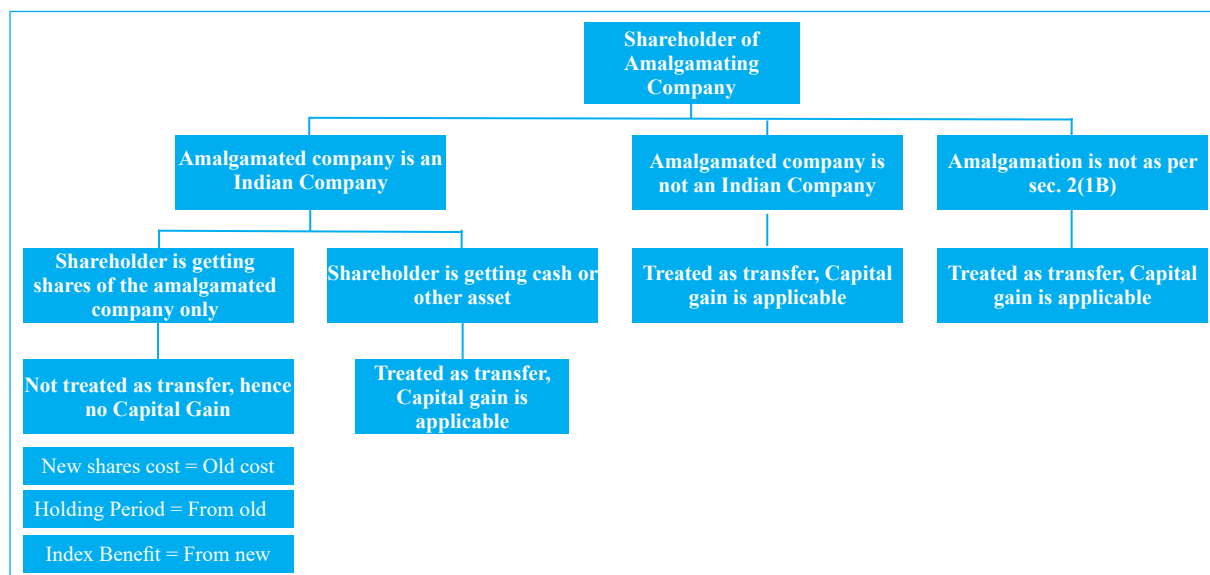 Shareholder of
Amalgamating
Company
Amalgamated company is an
Indian Company
Amalgamated company is
not an Indian Company
Amalgamation is not as per
sec. 2(1B)
Shareholder is getting
shares of the amalgamated
company only
Shareholder is getting cash or
other asset
Treated as transfer, Capital
gain is applicable
Treated as transfer, Capital
gain is applicable
Not treated as transfer, hence
no Capital Gain
Treated as transfer,
Capital gain is
applicable
New shares cost = Old cost
Holding Period = From old
Index Benefit = From new